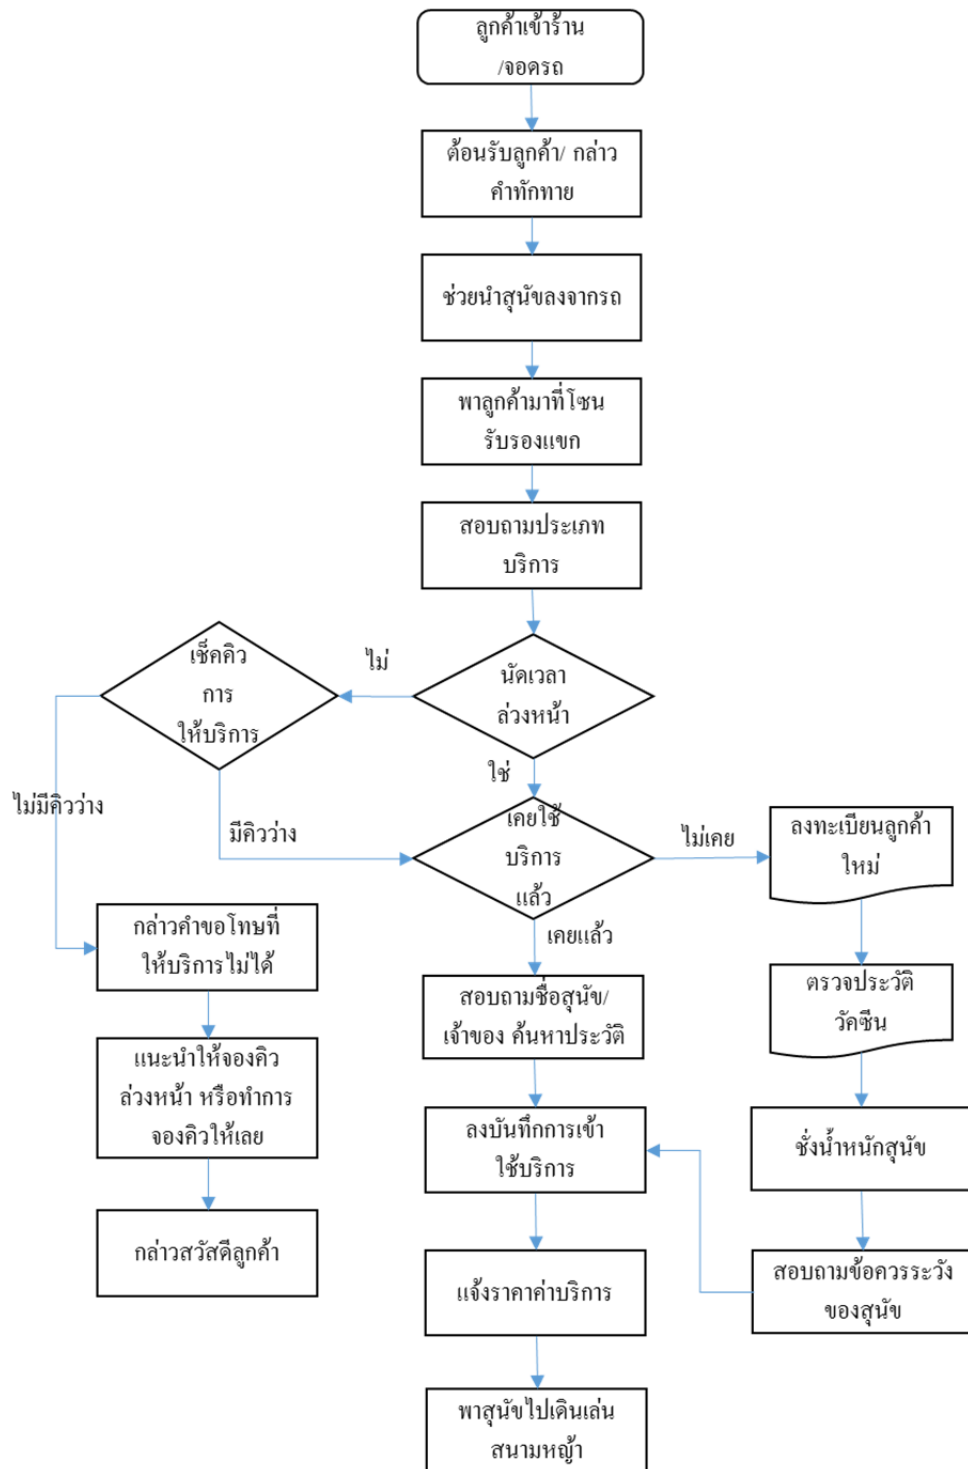 ลูกค้าเข้าร้าน
/จอดรถ
ต้อนรับลูกค้า/ กล่าว
คำทักทาย
ช่วยนำสุนัขลงจากรถ
พาลูกค้ามาที่โซน
รับรองแขก
สอบถามประเภท
บริการ
นัดเวลา
ล่วงหน้า
ไม่
เช็คคิว
การ
ให้บริการ
ใช่
ไม่มีคิวว่าง
มีคิวว่าง
เคยใช้
บริการ
แล้ว
ไม่เคย
ลงทะเบียนลูกค้า
ใหม่
เคยแล้ว
กล่าวคำขอโทษที่
ให้บริการไม่ได้
สอบถามชื่อสุนัข/
เจ้าของ ค้นหาประวัติ
ตรวจประวัติ
วัคซีน
แนะนำให้จองคิว
ล่วงหน้า หรือทำการ
จองคิวให้เลย
ลงบันทึกการเข้า
ใช้บริการ
ชั่งน้ำหนักสุนัข
กล่าวสวัสดีลูกค้า
แจ้งราคาค่าบริการ
สอบถามข้อควรระวัง
ของสุนัข
พาสุนัขไปเดินเล่น
สนามหญ้า